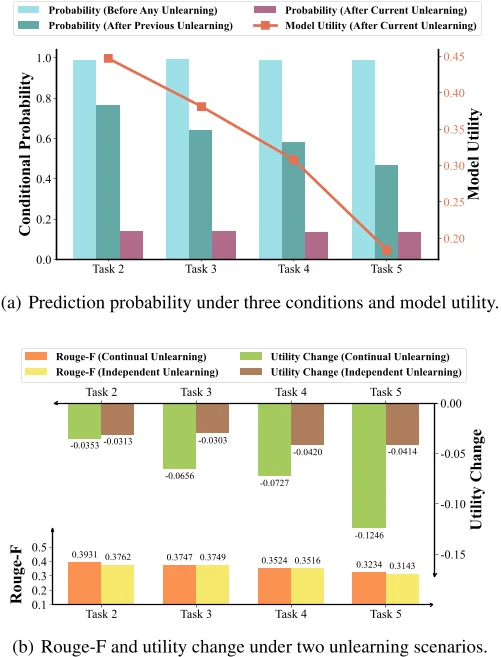 Probability (Before Any Unlearning)
Probability (After Current Unlearning)
Probability (After Previous Unlearning)
Model Utility (After Current Unlearning)
1.0
0.8
0.6
0.4
0.2
0.0
Conditional Probability
0.45
0.40
0.35
0.30
0.25
0.20
Model Utility
Task 2
Task 3
Task 4
Task 5
(a) Prediction probability under three conditions and model utility.
Rouge-F (Continual Unlearning)
Utility Change (Continual Unlearning)
Rouge-F (Independent Unlearning)
Utility Change (Independent Unlearning)
Task 2
Task 3
Task 4
Task 5
0.00
-0.05
-0.10
-0.15
Utility Change
-0.0353
-0.0313
-0.0656
-0.0303
-0.0727
-0.0420
-0.1246
-0.0414
0.5
0.4
0.3
0.2
0.1
Rouge-F
0.3931
0.3762
0.3747
0.3749
0.3524
0.3516
0.3234
0.3143
Task 2
Task 3
Task 4
Task 5
(b) Rouge-F and utility change under two unlearning scenarios.